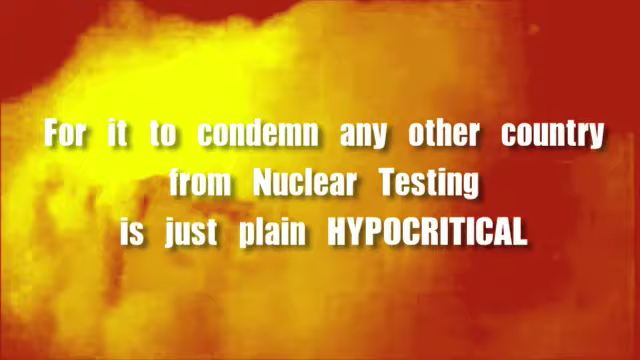 For it to condemn any other country
from Nuclear Testing
is just plain HYPOCRITICAL